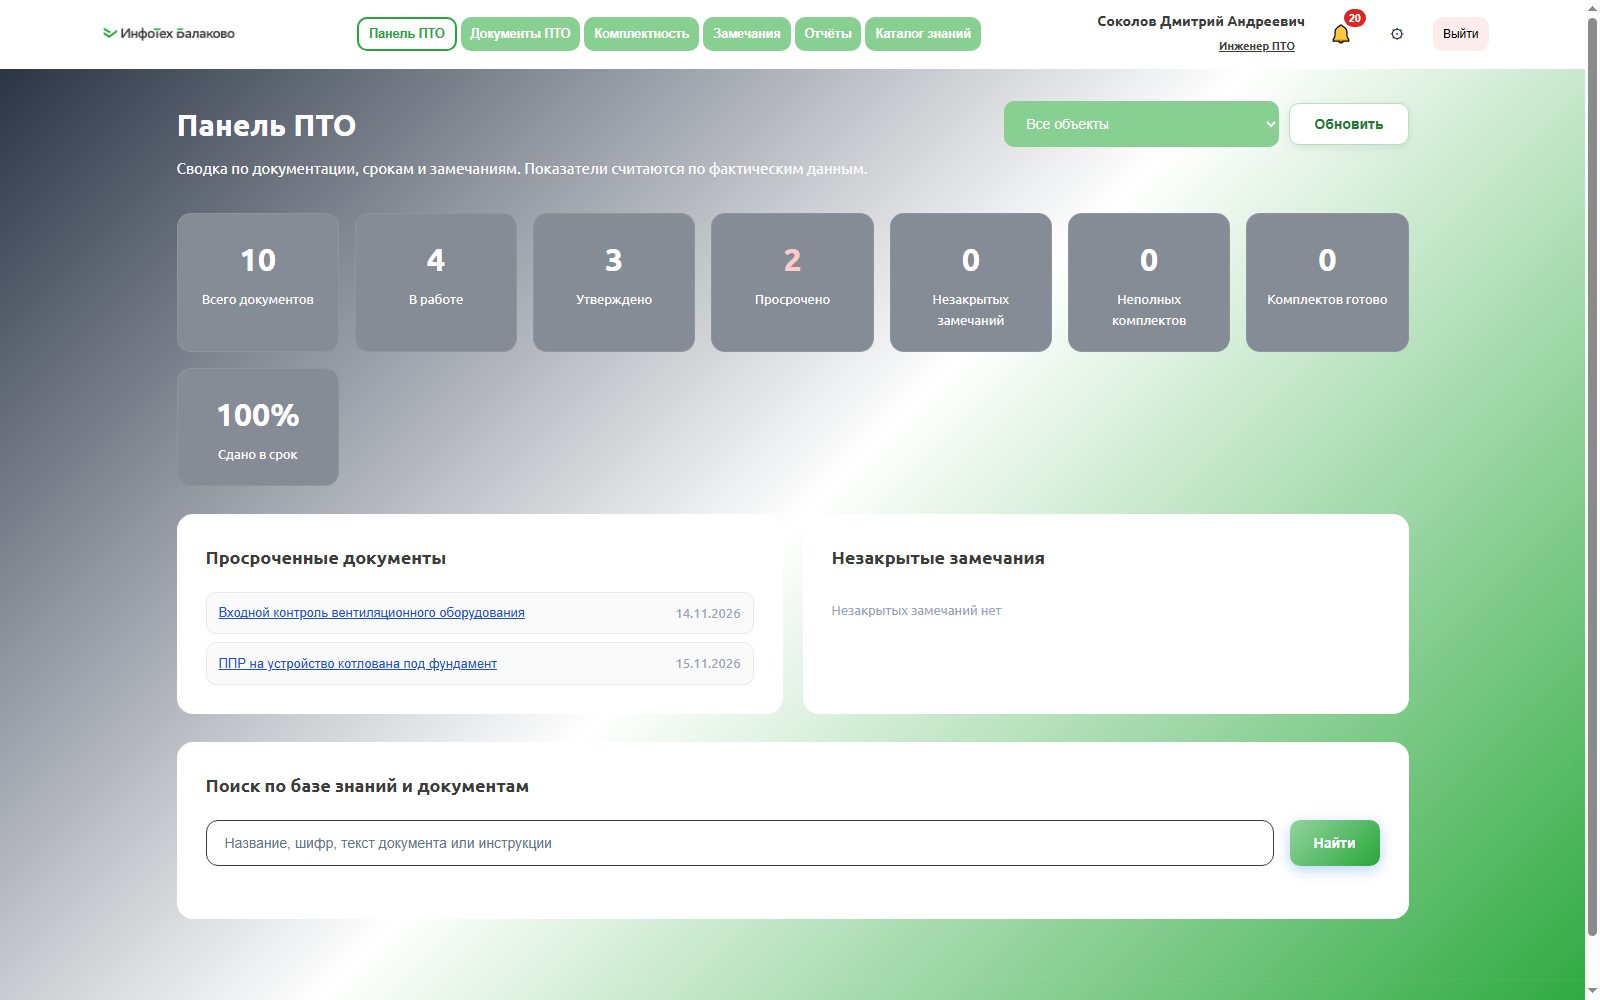 ИнфоТех Балаково
Панель ПТО
Документы ПТО
Комплектность
Замечания
Отчёты
Каталог знаний
Соколов Дмитрий Андреевич
Инженер ПТО
20
Выйти
Панель ПТО
Все объекты
Обновить
Сводка по документации, срокам и замечаниям. Показатели считаются по фактическим данным.
10
Всего документов
4
В работе
3
Утверждено
2
Просрочено
0
Незакрытых
замечаний
0
Неполных
комплектов
0
Комплектов готово
100%
Сдано в срок
Просроченные документы
Входной контроль вентиляционного оборудования 14.11.2026
ППР на устройство котлована под фундамент 15.11.2026
Незакрытые замечания
Незакрытых замечаний нет
Поиск по базе знаний и документам
Название, шифр, текст документа или инструкции
Найти